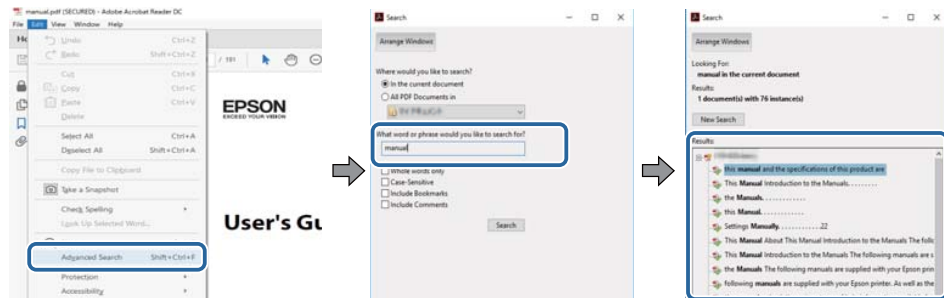 manual.pdf (SECURED) - Adobe Acrobat Reader DC
File Edit View Window Help
Undo Ctrl+Z
Redo Shift+Ctrl+Z
Cut Ctrl+X
Copy Ctrl+C
Paste Ctrl+V
Delete
Select All Ctrl+A
Deselect All Shift+Ctrl+A
Copy File to Clipboard
Take a Snapshot
Check Spelling
Look Up Selected Word...
Advanced Search Shift+Ctrl+F
Protection
Accessibility
/ 191
EPSON
EXCEED YOUR VISION
User's Gu
Search
Arrange Windows
Where would you like to search?
In the current document
All PDF Documents in
What word or phrase would you like to search for?
manual
Whole words only
Case-Sensitive
Include Bookmarks
Include Comments
Search
Search
Arrange Windows
Looking For:
manual in the current document
Results:
1 document(s) with 76 instance(s)
New Search
Results:
this manual and the specifications of this product are
This Manual Introduction to the Manuals.........
the Manuals.............
this Manual.............
Settings Manually............22
This Manual About This Manual Introduction to the Manuals The follo
This Manual Introduction to the Manuals The following manuals are s
the Manuals The following manuals are supplied with your Epson prin
following manuals are supplied with your Epson printer. As well as the